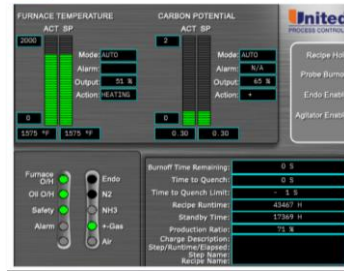 FURNACE TEMPERATURE
ACT SP
2000
Mode: AUTO
Alarm:
Output: 51 %
Action: HEATING
0
1575 °F 1575 °F
CARBON POTENTIAL
ACT SP
2
Mode: AUTO
Alarm: N/A
Output: 65 %
Action: +
0
0.30 0.30
United
PROCESS CONTROL
Recipe Hol
Probe Burno
Endo Enabl
Agitator Enabl
Furnace O/H
Oil O/H
Safety
Alarm
Endo
N2
NH3
+-Gas
Air
Burnoff Time Remaining: 0 S
Time to Quench: 0 S
Time to Quench Limit: - 1 S
Recipe Runtime: 43467 H
Standby Time: 17369 H
Production Ratio: 71 %
Charge Description:
Step/Runtime/Elapsed:
Step Name:
Recipe Name: